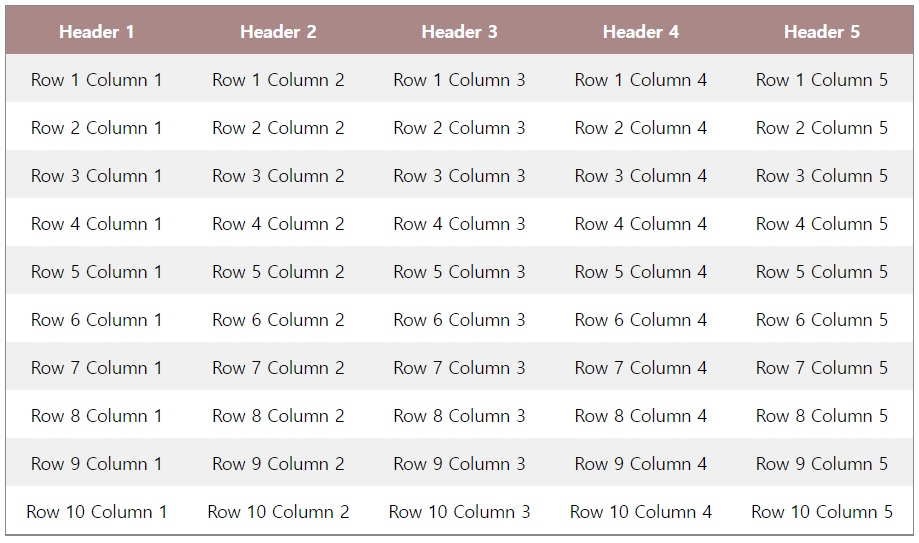 Header 1 Header 2 Header 3 Header 4 Header 5
Row 1 Column 1 Row 1 Column 2 Row 1 Column 3 Row 1 Column 4 Row 1 Column 5
Row 2 Column 1 Row 2 Column 2 Row 2 Column 3 Row 2 Column 4 Row 2 Column 5
Row 3 Column 1 Row 3 Column 2 Row 3 Column 3 Row 3 Column 4 Row 3 Column 5
Row 4 Column 1 Row 4 Column 2 Row 4 Column 3 Row 4 Column 4 Row 4 Column 5
Row 5 Column 1 Row 5 Column 2 Row 5 Column 3 Row 5 Column 4 Row 5 Column 5
Row 6 Column 1 Row 6 Column 2 Row 6 Column 3 Row 6 Column 4 Row 6 Column 5
Row 7 Column 1 Row 7 Column 2 Row 7 Column 3 Row 7 Column 4 Row 7 Column 5
Row 8 Column 1 Row 8 Column 2 Row 8 Column 3 Row 8 Column 4 Row 8 Column 5
Row 9 Column 1 Row 9 Column 2 Row 9 Column 3 Row 9 Column 4 Row 9 Column 5
Row 10 Column 1 Row 10 Column 2 Row 10 Column 3 Row 10 Column 4 Row 10 Column 5